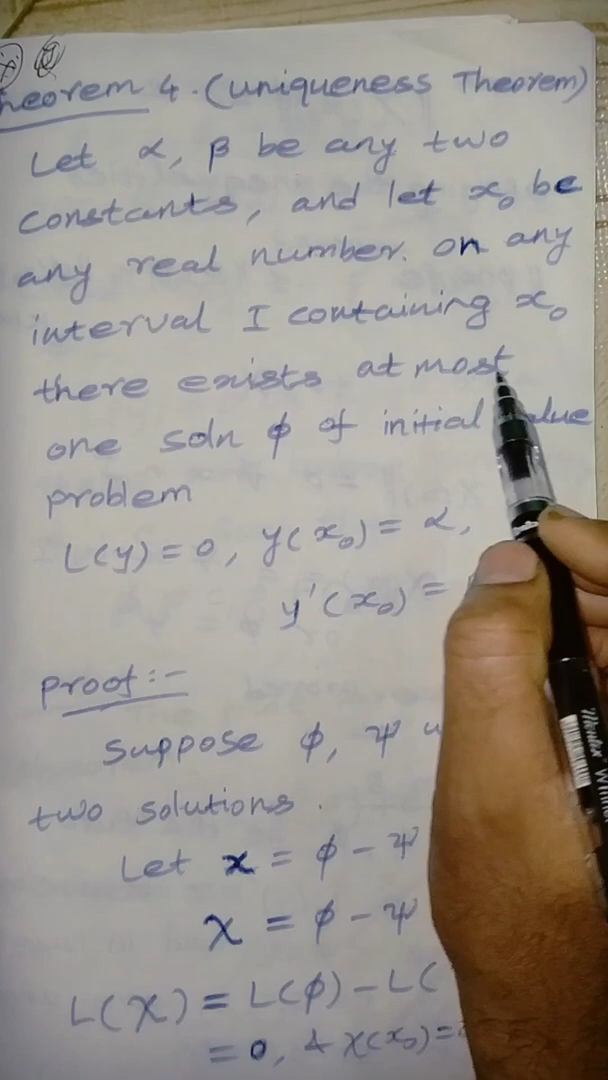 heorem 4. (uniqueness Theorem)
Let α, β be any two
constants, and let x₀ be
any real number. on any
interval I containing x₀
there exists at most
one soln φ of initial
problem
L(y) = 0, y(x₀) = α,
y'(x₀) =
proof :-
Suppose φ, ψ
two solutions.
Let x = φ - ψ
χ = φ - ψ
L(χ) = L(φ) - L(
= 0, & χ(x₀) =